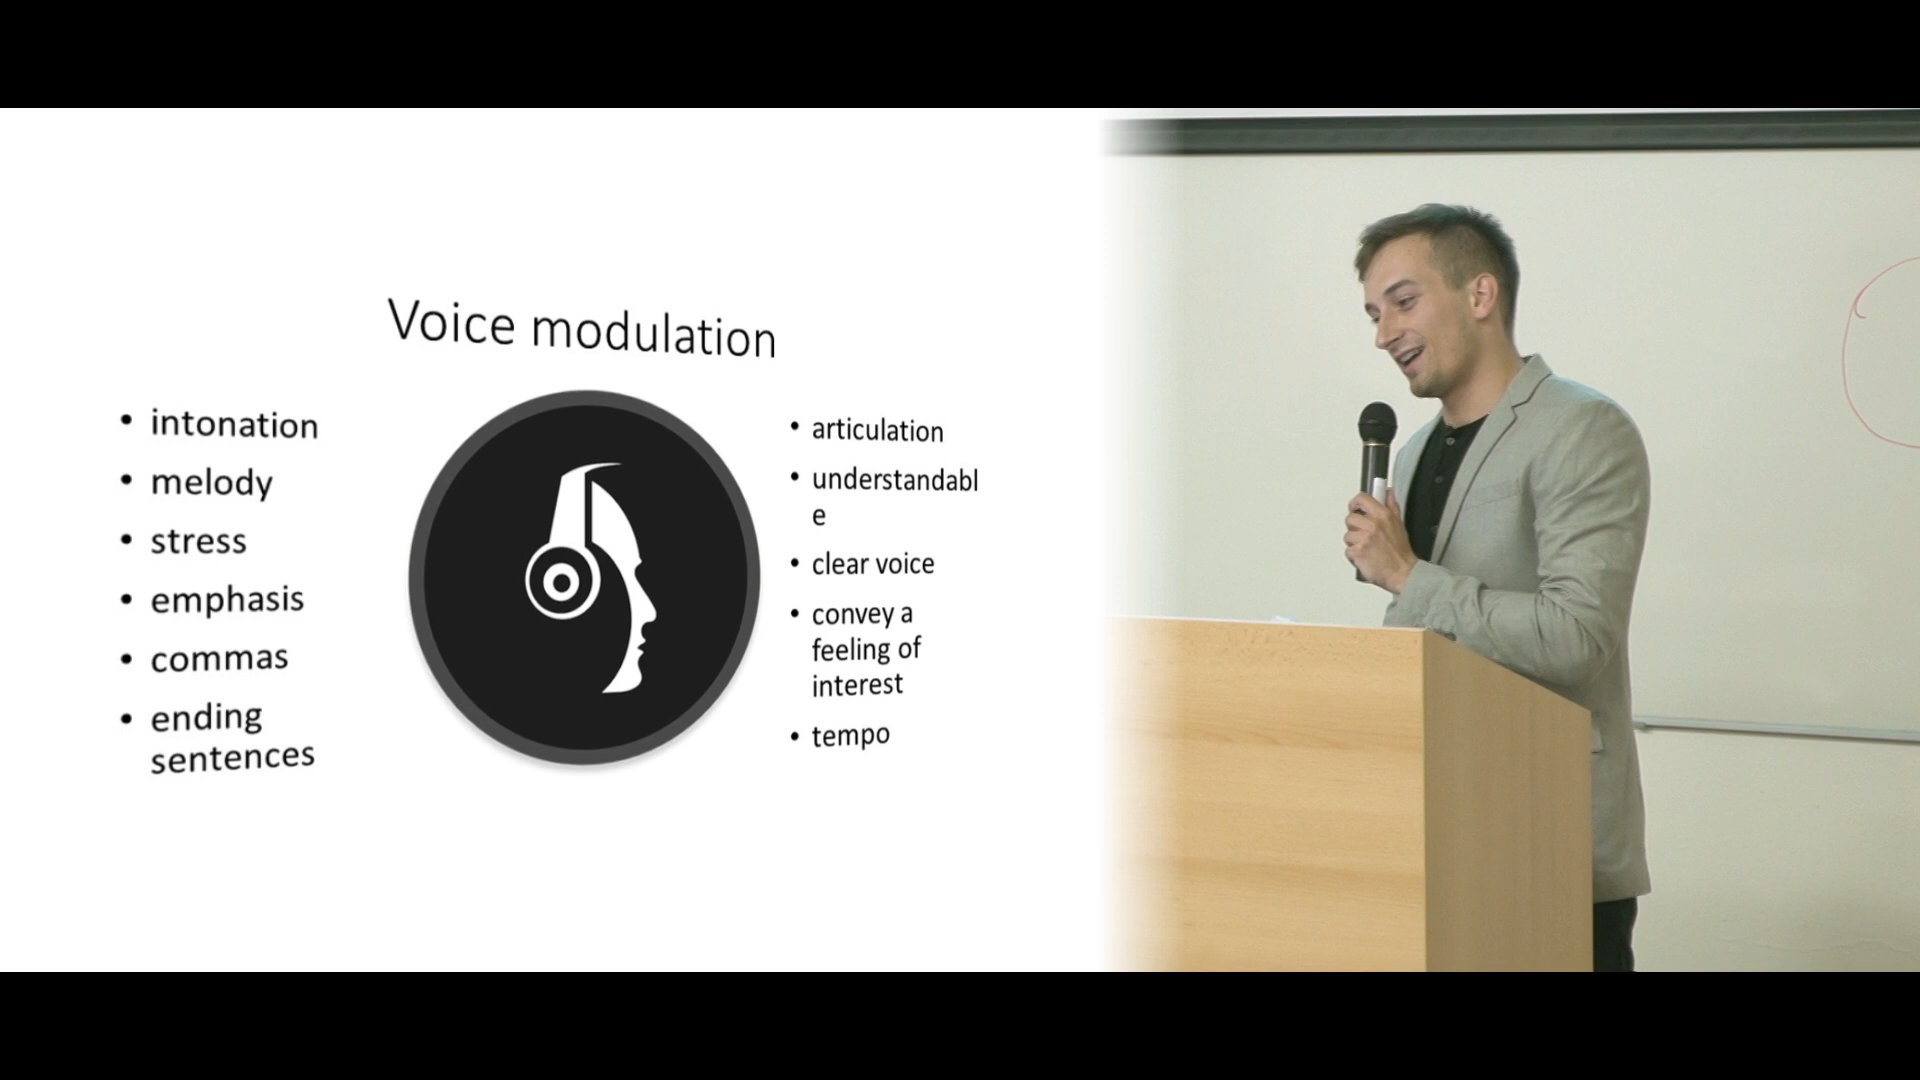 Voice modulation
• intonation
• melody
• stress
• emphasis
• commas
• ending
sentences
• articulation
• understandabl
e
• clear voice
• convey a
feeling of
interest
• tempo